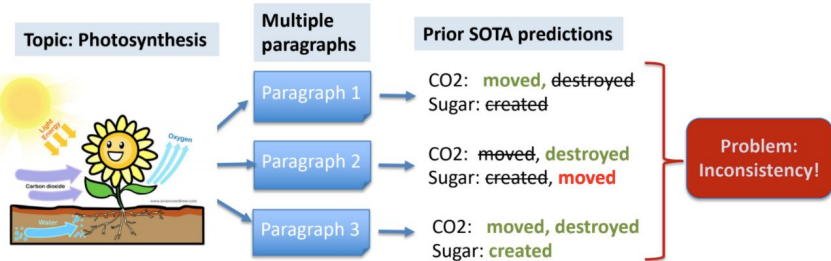 Topic: Photosynthesis
Multiple
paragraphs
Prior SOTA predictions
Light
Energy
Oxygen
Carbon dioxide
Water
Paragraph 1
CO2: moved, destroyed
Sugar: created
Paragraph 2
CO2: moved, destroyed
Sugar: created, moved
Paragraph 3
CO2: moved, destroyed
Sugar: created
Problem:
Inconsistency!